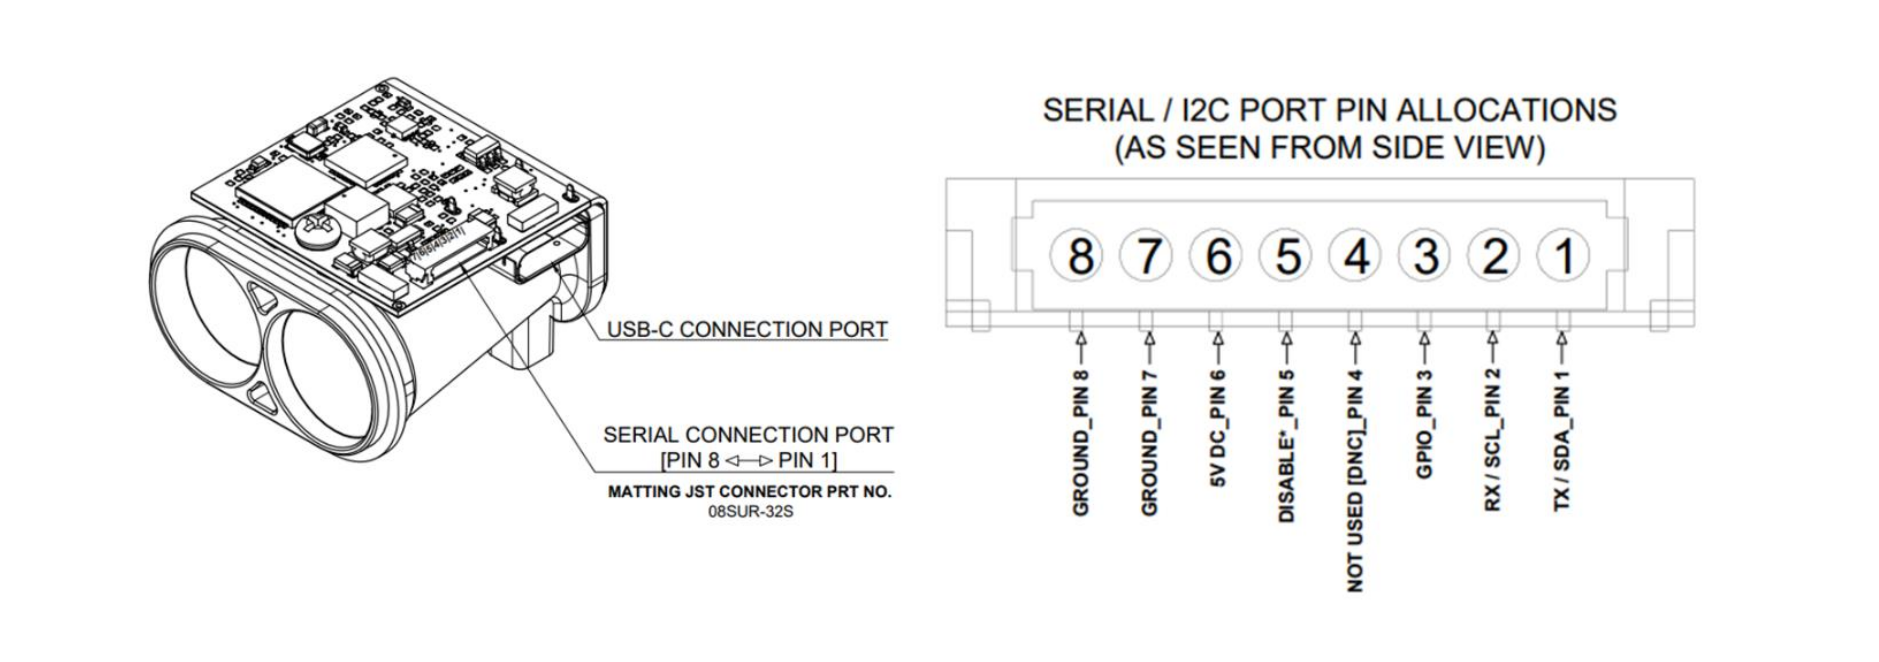 USB-C CONNECTION PORT
SERIAL CONNECTION PORT
[PIN 8 <—> PIN 1]
MATTING JST CONNECTOR PRT NO.
08SUR-32S
SERIAL / I2C PORT PIN ALLOCATIONS
(AS SEEN FROM SIDE VIEW)
8 7 6 5 4 3 2 1
GROUND_PIN 8
GROUND_PIN 7
5V DC_PIN 6
DISABLE*_PIN 5
NOT USED [DNC]_PIN 4
GPIO_PIN 3
RX / SCL_PIN 2
TX / SDA_PIN 1